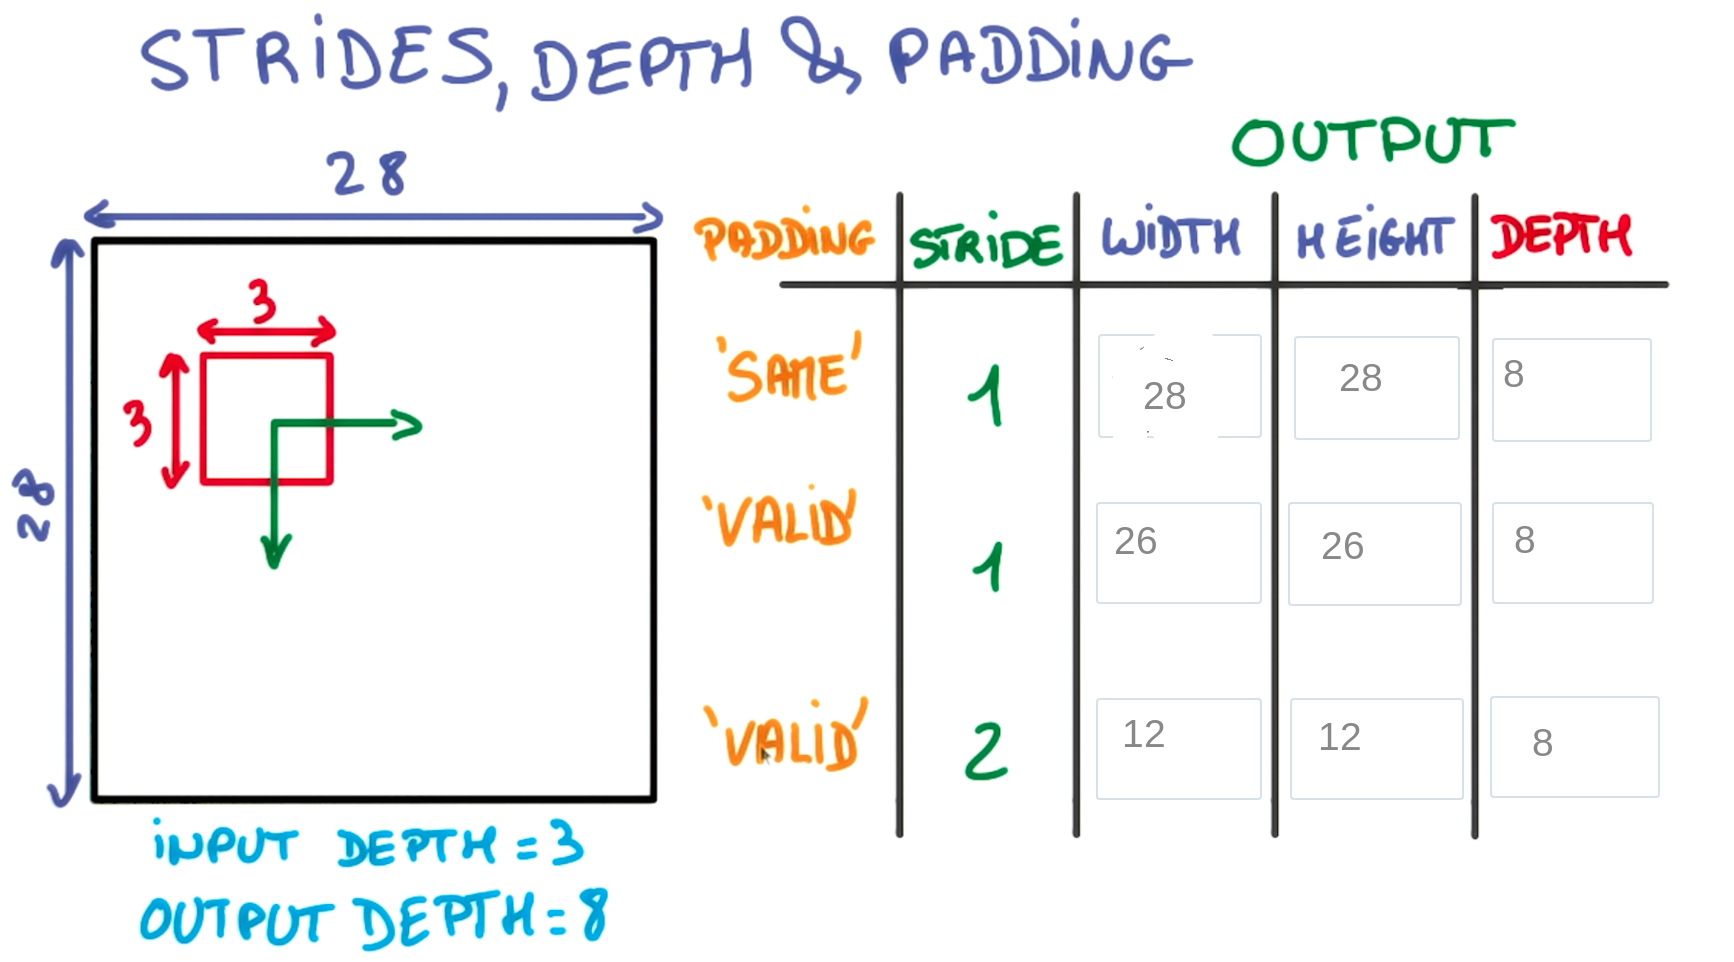 STRIDES, DEPTH & PADDING
OUTPUT
28
PADDING STRIDE WIDTH HEIGHT DEPTH
3
'SAME' 1 28 28 8
3
28
'VALID' 1 26 26 8
'VALID' 2 12 12 8
INPUT DEPTH = 3
OUTPUT DEPTH = 8